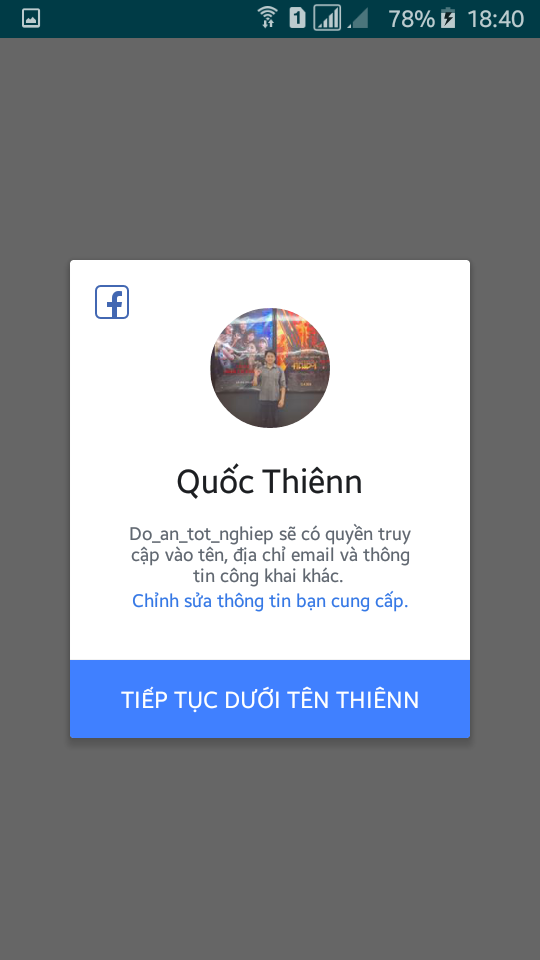 78% 18:40
Quốc Thiênn
Do_an_tot_nghiep sẽ có quyền truy
cập vào tên, địa chỉ email và thông
tin công khai khác.
Chỉnh sửa thông tin bạn cung cấp.
TIẾP TỤC DƯỚI TÊN THIÊNN